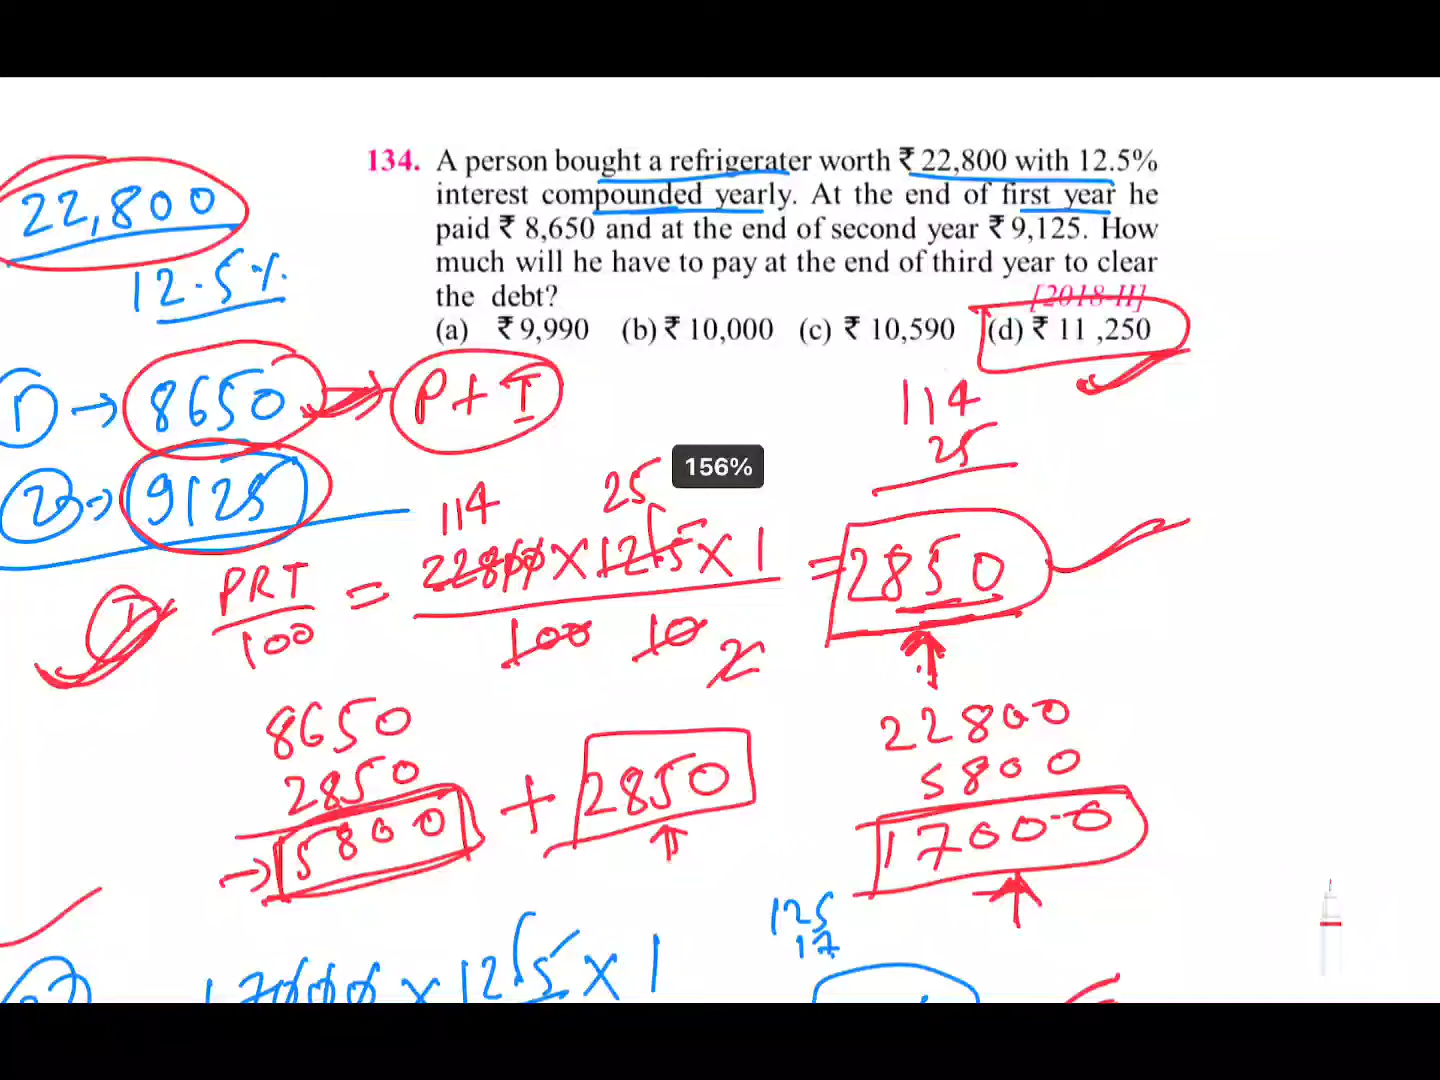 134. A person bought a refrigerater worth ₹ 22,800 with 12.5%
interest compounded yearly. At the end of first year he
paid ₹ 8,650 and at the end of second year ₹ 9,125. How
much will he have to pay at the end of third year to clear
the debt? [2018-II]
(a) ₹ 9,990 (b) ₹ 10,000 (c) ₹ 10,590 (d) ₹ 11 ,250
22,800
12.5%
1 → 8650 → P + I
2 → 9125
114
25
156%
114 25
I PRT/100 = 22800 × 12.5 × 1 = 2850
100 10 2
8650
2850
5800 + 2850
22800
5800
17000
125
17
17000 × 12.5 × 1